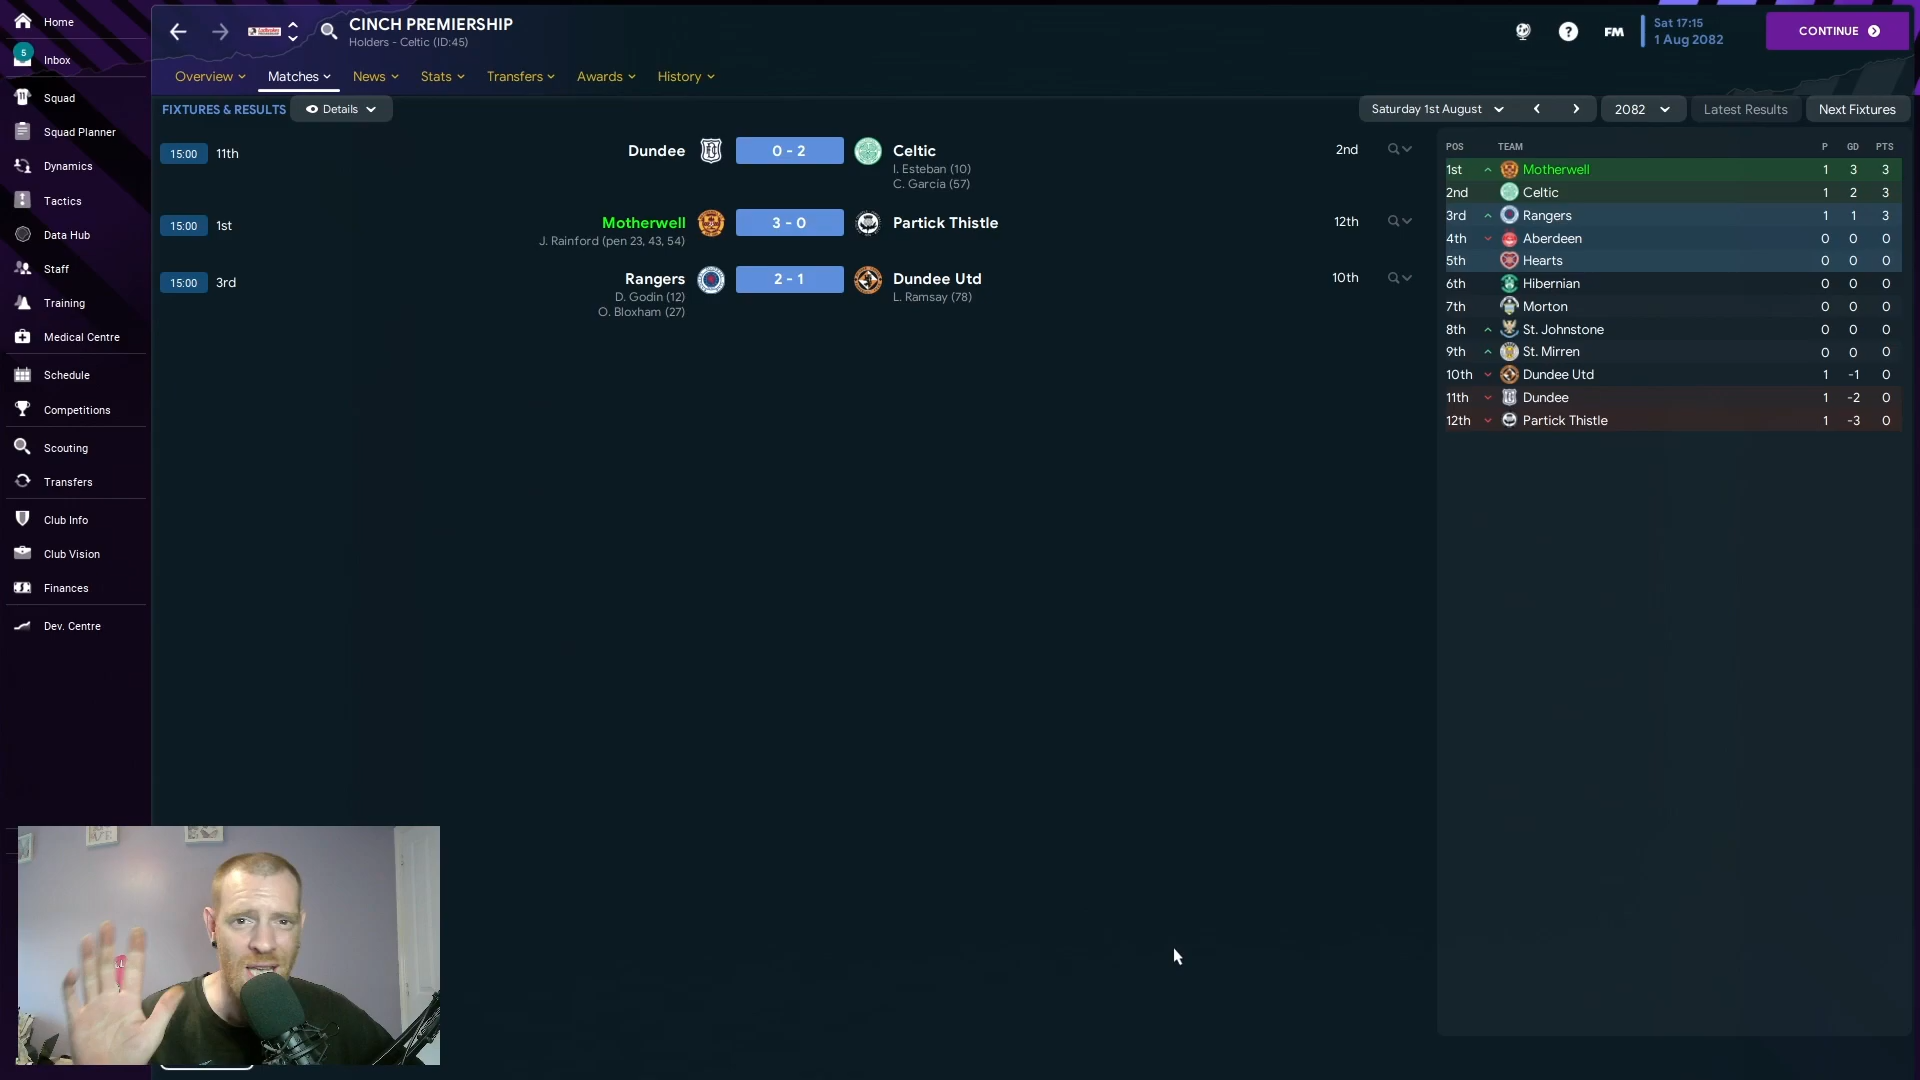 Home
5
Inbox
Squad
Squad Planner
Dynamics
Tactics
Data Hub
Staff
Training
Medical Centre
Schedule
Competitions
Scouting
Transfers
Club Info
Club Vision
Finances
Dev. Centre
CINCH PREMIERSHIP
Holders - Celtic (ID:45)
FM
Sat 17:15
1 Aug 2082
CONTINUE
Overview Matches News Stats Transfers Awards History
FIXTURES & RESULTS Details
Saturday 1st August 2082 Latest Results Next Fixtures
15:00 11th Dundee 0 - 2 Celtic 2nd
I. Esteban (10)
C. García (57)
15:00 1st Motherwell 3 - 0 Partick Thistle 12th
J. Rainford (pen 23, 43, 54)
15:00 3rd Rangers 2 - 1 Dundee Utd 10th
D. Godin (12) L. Ramsay (78)
O. Bloxham (27)
POS TEAM P GD PTS
1st Motherwell 1 3 3
2nd Celtic 1 2 3
3rd Rangers 1 1 3
4th Aberdeen 0 0 0
5th Hearts 0 0 0
6th Hibernian 0 0 0
7th Morton 0 0 0
8th St. Johnstone 0 0 0
9th St. Mirren 0 0 0
10th Dundee Utd 1 -1 0
11th Dundee 1 -2 0
12th Partick Thistle 1 -3 0